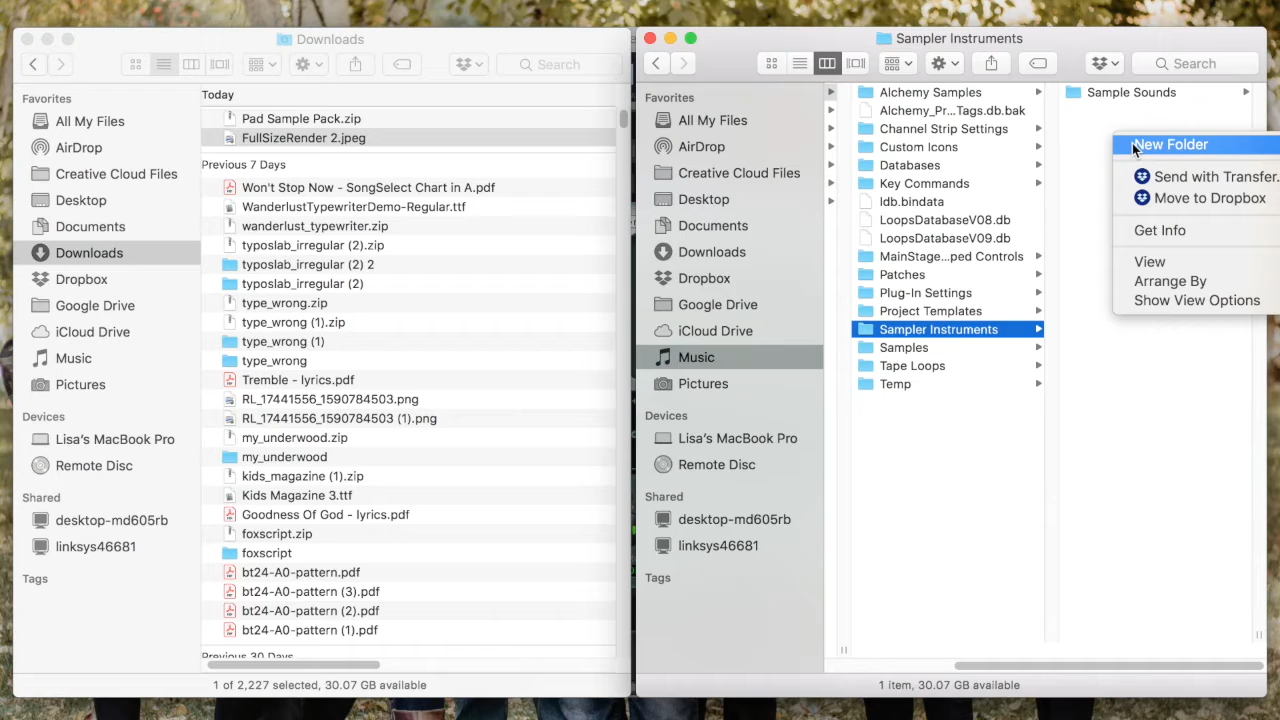 Downloads
Search
Favorites
All My Files
AirDrop
Creative Cloud Files
Desktop
Documents
Downloads
Dropbox
Google Drive
iCloud Drive
Music
Pictures
Devices
Lisa's MacBook Pro
Remote Disc
Shared
desktop-md605rb
linksys46681
Tags
Today
Pad Sample Pack.zip
FullSizeRender 2.jpeg
Previous 7 Days
Won't Stop Now - SongSelect Chart in A.pdf
WanderlustTypewriterDemo-Regular.ttf
wanderlust_typewriter.zip
typoslab_irregular (2).zip
typoslab_irregular (2) 2
typoslab_irregular (2)
type_wrong.zip
type_wrong (1).zip
type_wrong (1)
type_wrong
Tremble - lyrics.pdf
RL_17441556_1590784503.png
RL_17441556_1590784503 (1).png
my_underwood.zip
my_underwood
kids_magazine (1).zip
Kids Magazine 3.ttf
Goodness Of God - lyrics.pdf
foxscript.zip
foxscript
bt24-A0-pattern.pdf
bt24-A0-pattern (3).pdf
bt24-A0-pattern (2).pdf
bt24-A0-pattern (1).pdf
Previous 30 Days
1 of 2,227 selected, 30.07 GB available
Sampler Instruments
Search
Favorites
All My Files
AirDrop
Creative Cloud Files
Desktop
Documents
Downloads
Dropbox
Google Drive
iCloud Drive
Music
Pictures
Devices
Lisa's MacBook Pro
Remote Disc
Shared
desktop-md605rb
linksys46681
Tags
Alchemy Samples
Alchemy_Pr...Tags.db.bak
Channel Strip Settings
Custom Icons
Databases
Key Commands
ldb.bindata
LoopsDatabaseV08.db
LoopsDatabaseV09.db
MainStage...ped Controls
Patches
Plug-In Settings
Project Templates
Sampler Instruments
Samples
Tape Loops
Temp
Sample Sounds
New Folder
Send with Transfer.
Move to Dropbox
Get Info
View
Arrange By
Show View Options
1 item, 30.07 GB available